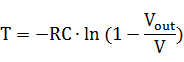 T = −RC · ln (1 − V_out / V)